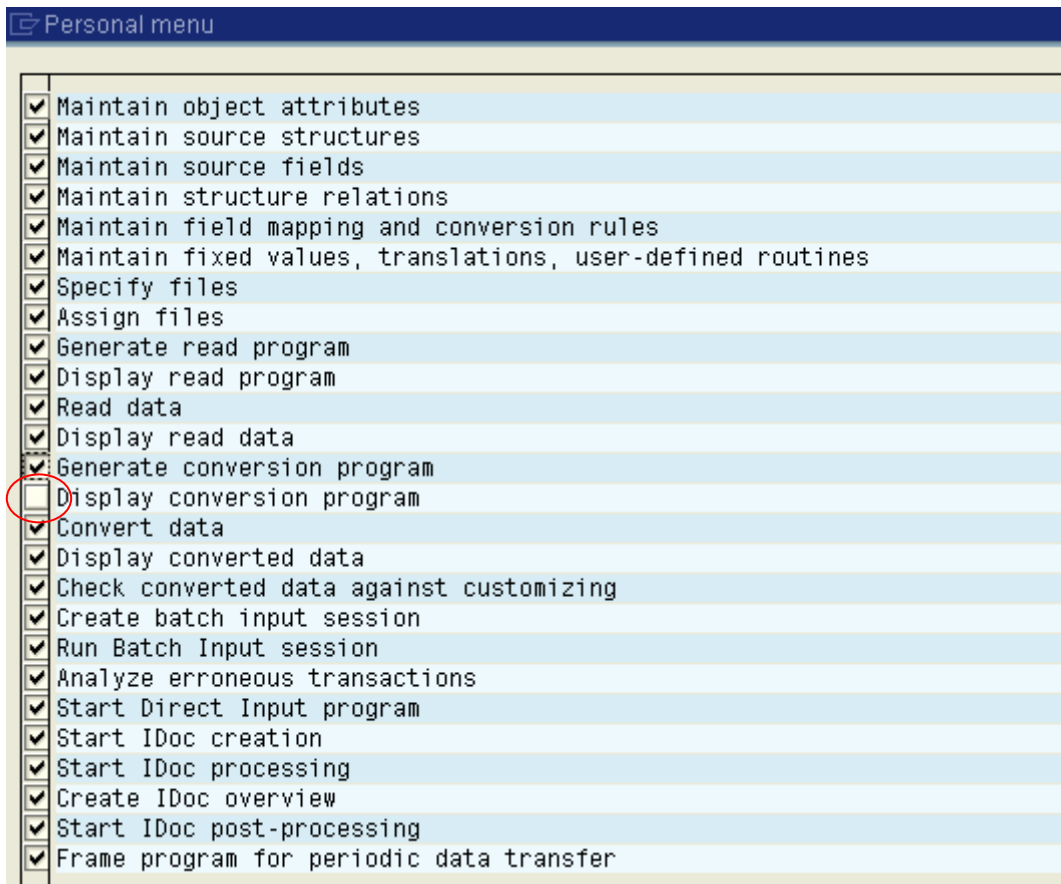 Personal menu
Maintain object attributes
Maintain source structures
Maintain source fields
Maintain structure relations
Maintain field mapping and conversion rules
Maintain fixed values, translations, user-defined routines
Specify files
Assign files
Generate read program
Display read program
Read data
Display read data
Generate conversion program
Display conversion program
Convert data
Display converted data
Check converted data against customizing
Create batch input session
Run Batch Input session
Analyze erroneous transactions
Start Direct Input program
Start IDoc creation
Start IDoc processing
Create IDoc overview
Start IDoc post-processing
Frame program for periodic data transfer